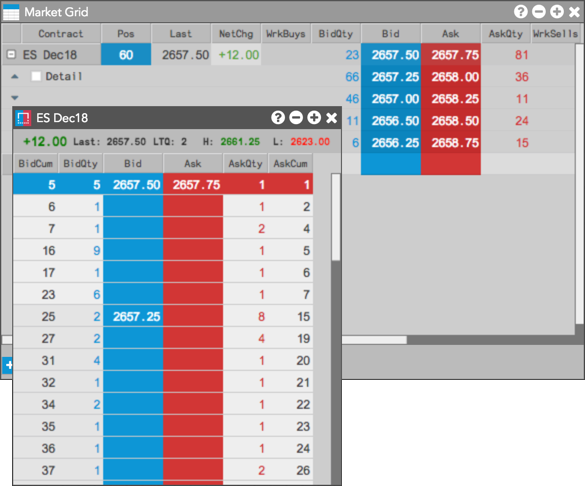 Market Grid
Contract Pos Last NetChg WrkBuys BidQty Bid Ask AskQty WrkSells
ES Dec18 60 2657.50 +12.00 23 2657.50 2657.75 81
Detail 66 2657.25 2658.00 36
46 2657.00 2658.25 11
11 2656.50 2658.50 24
6 2656.25 2658.75 15
ES Dec18
+12.00 Last: 2657.50 LTQ: 2 H: 2661.25 L: 2623.00
BidCum BidQty Bid Ask AskQty AskCum
5 5 2657.50 2657.75 1 1
6 1 1 2
7 1 2 4
16 9 1 5
17 1 1 6
23 6 1 7
25 2 2657.25 8 15
27 2 4 19
31 4 1 20
32 1 1 21
34 2 1 22
35 1 1 23
36 1 1 24
37 1 2 26